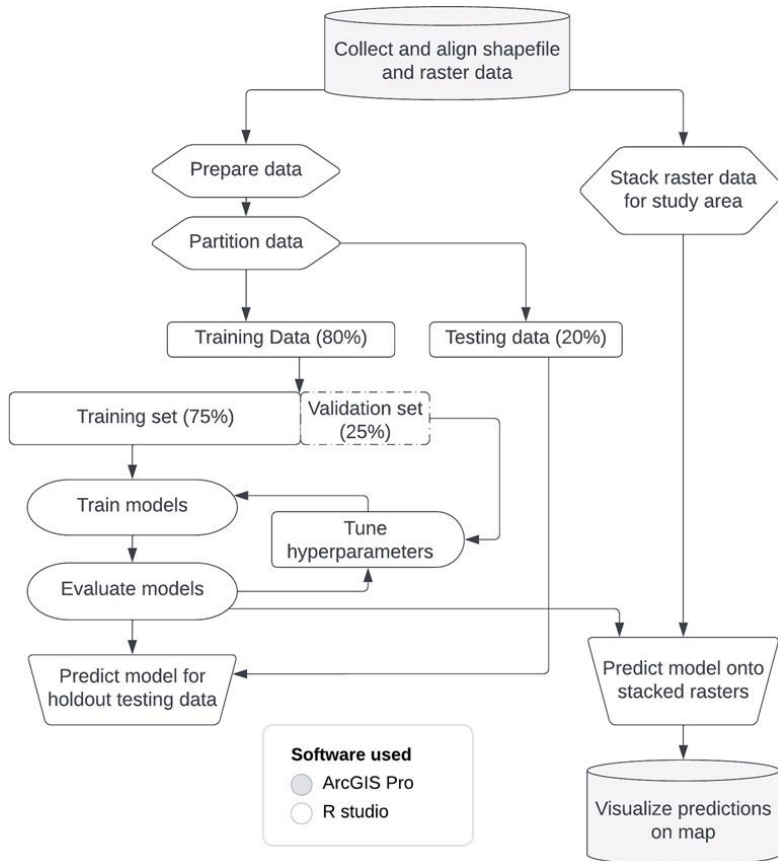 Collect and align shapefile
and raster data
Prepare data
Stack raster data
for study area
Partition data
Training Data (80%)
Testing data (20%)
Training set (75%)
Validation set
(25%)
Train models
Tune
hyperparameters
Evaluate models
Predict model for
holdout testing data
Predict model onto
stacked rasters
Software used
ArcGIS Pro
R studio
Visualize predictions
on map